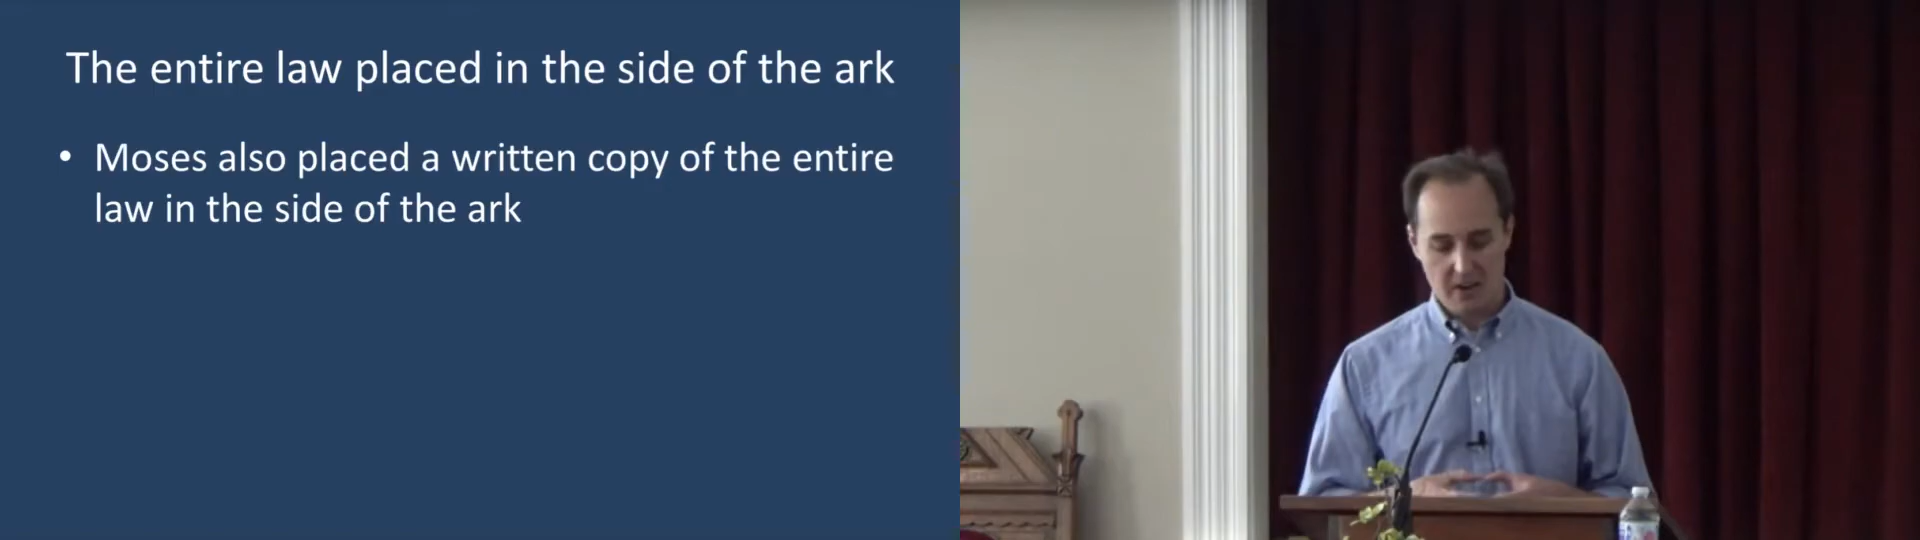 The entire law placed in the side of the ark
• Moses also placed a written copy of the entire
law in the side of the ark